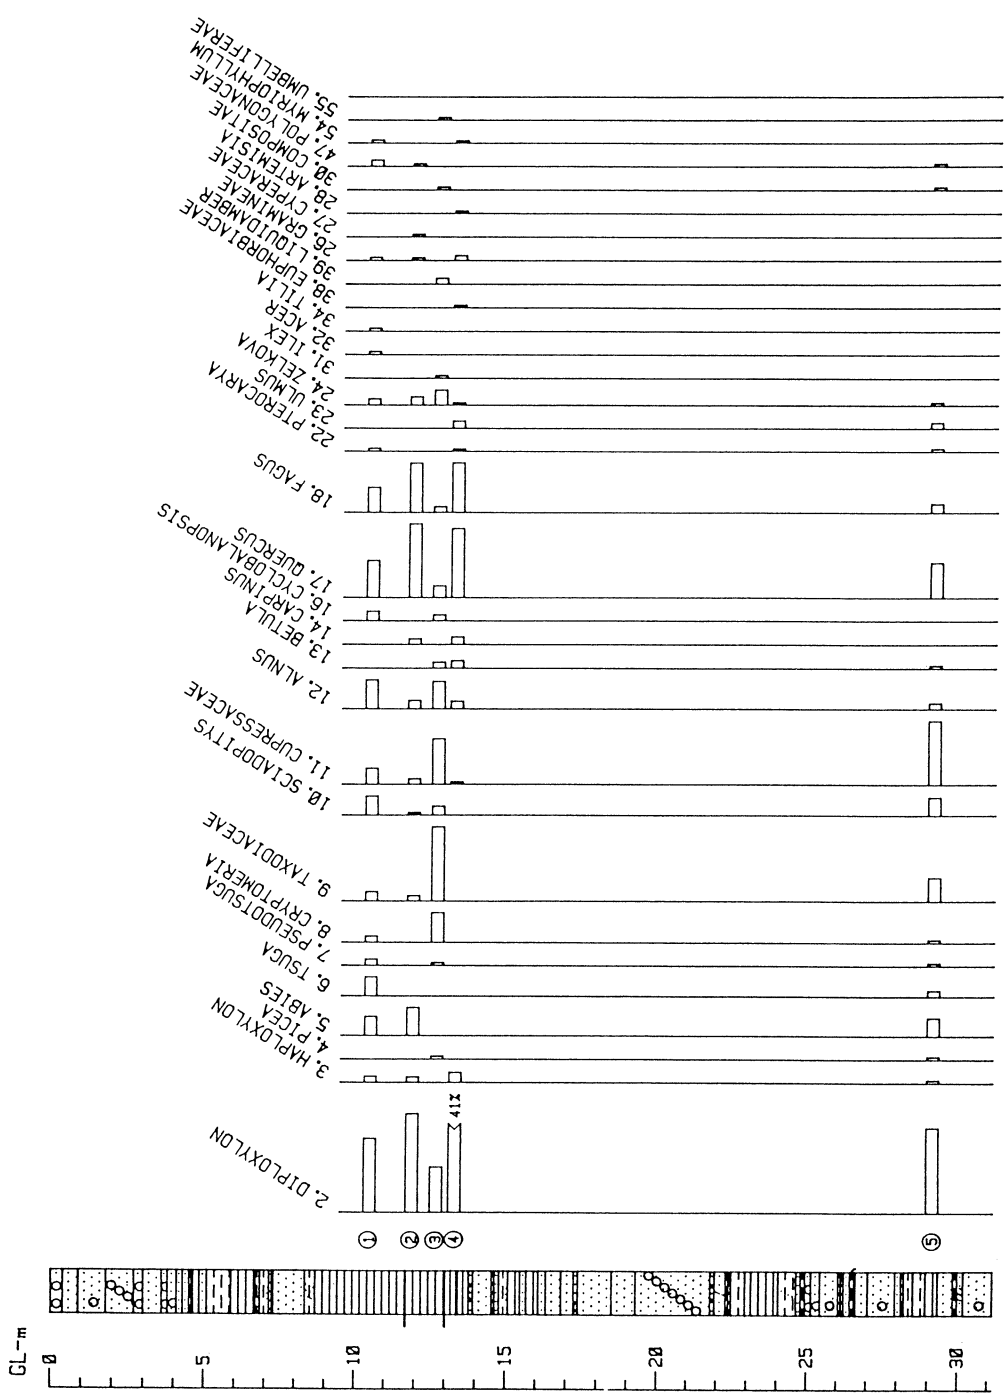 GL-m
0
5
10
15
20
25
30
①
②
③
④
⑤
2. DIPLOXYLON
41%
3. HAPLOXYLON
4. PICEA
5. ABIES
6. TSUGA
7. PSEUDOTSUGA
8. CRYPTOMERIA
9. TAXODIACEAE
10. SCIADOPITYS
11. CUPRESSACEAE
12. ALNUS
13. BETULA
14. CARPINUS
16. CYCLOBALANOPSIS
17. QUERCUS
18. FAGUS
22. PTEROCARYA
23. ULMUS
24. ZELKOVA
31. ILEX
32. ACER
34. TILIA
38. EUPHORBIACEAE
39. LIQUIDAMBER
26. GRAMINEAE
27. CYPERACEAE
28. ARTEMISIA
30. COMPOSITAE
47. POLYGONACEAE
54. MYRIOPHYLLUM
55. UMBELLIFERAE